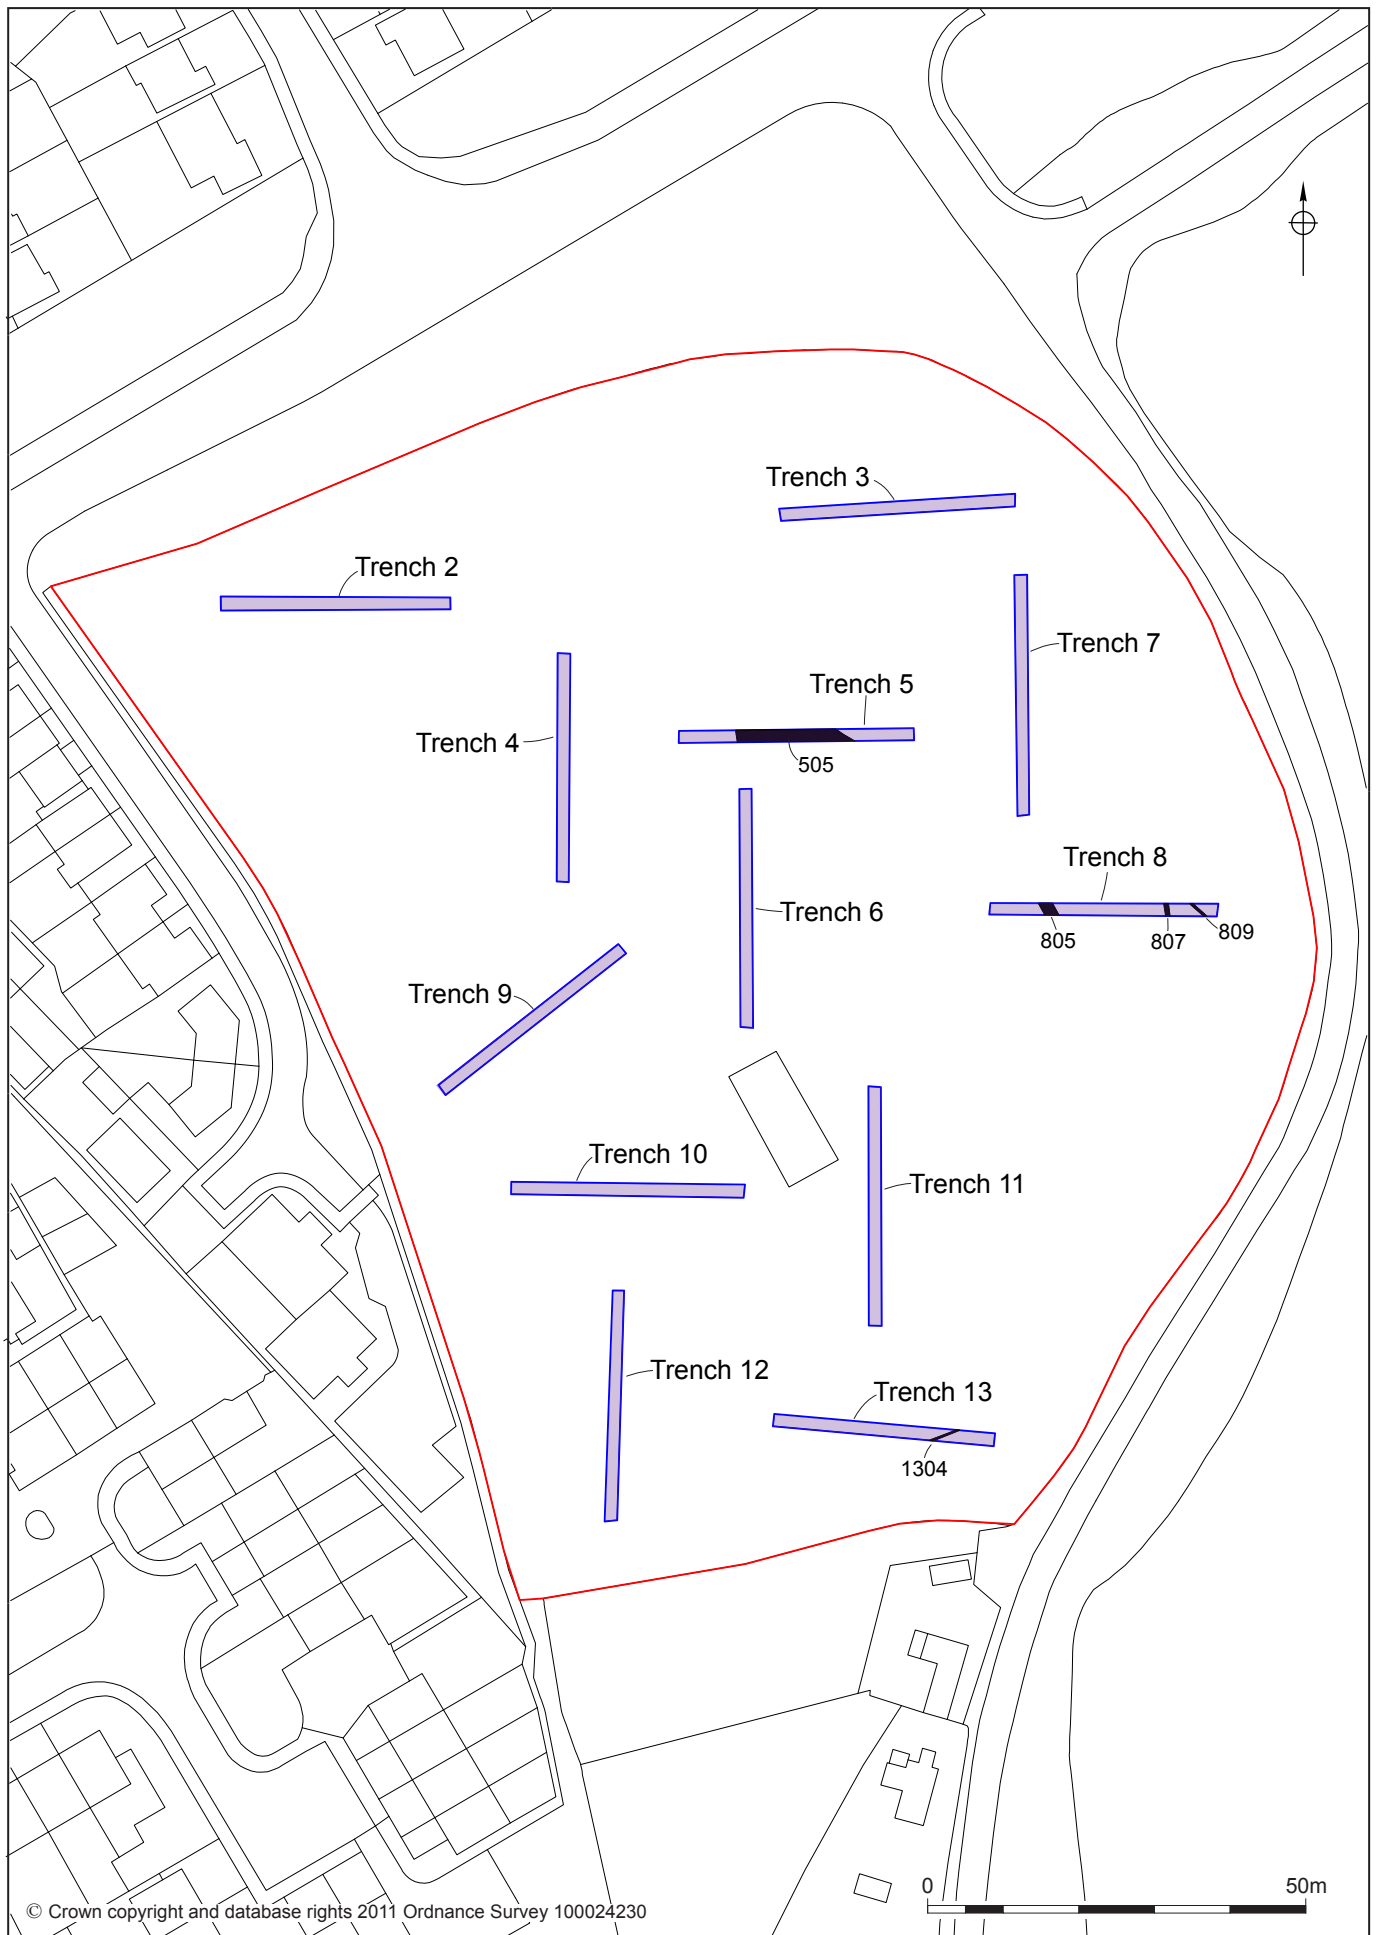 Trench 3
Trench 2
Trench 7
Trench 5
Trench 4
505
Trench 8
Trench 6
805
807
809
Trench 9
Trench 10
Trench 11
Trench 12
Trench 13
1304
0 50m
© Crown copyright and database rights 2011 Ordnance Survey 100024230